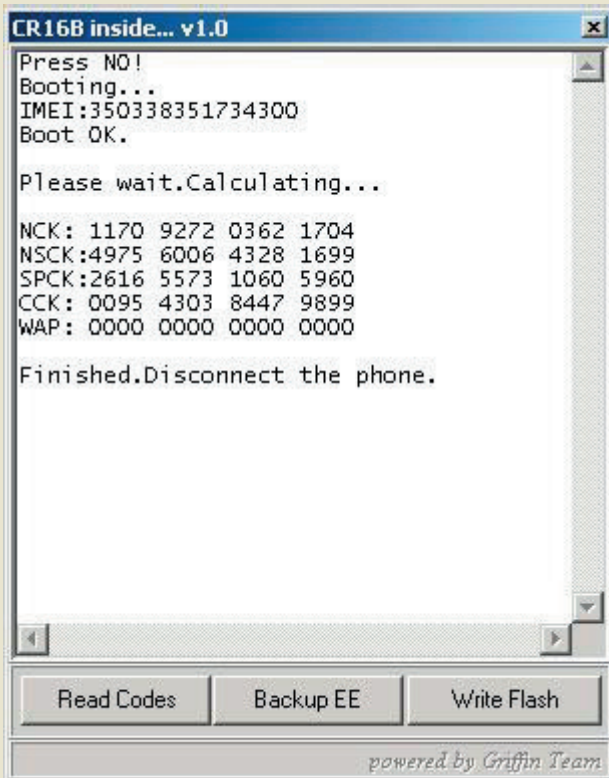 CR16B inside... v1.0
Press NO!
Booting...
IMEI:350338351734300
Boot OK.
Please wait.Calculating...
NCK: 1170 9272 0362 1704
NSCK:4975 6006 4328 1699
SPCK:2616 5573 1060 5960
CCK: 0095 4303 8447 9899
WAP: 0000 0000 0000 0000
Finished.Disconnect the phone.
Read Codes Backup EE Write Flash
powered by Griffin Team